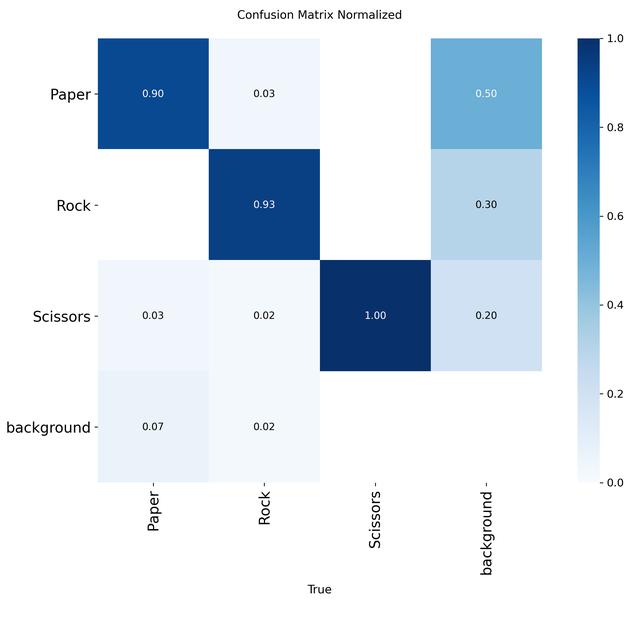 Confusion Matrix Normalized
Paper 0.90 0.03 0.50
Rock 0.93 0.30
Scissors 0.03 0.02 1.00 0.20
background 0.07 0.02
Paper Rock Scissors background
True
1.0
0.8
0.6
0.4
0.2
0.0